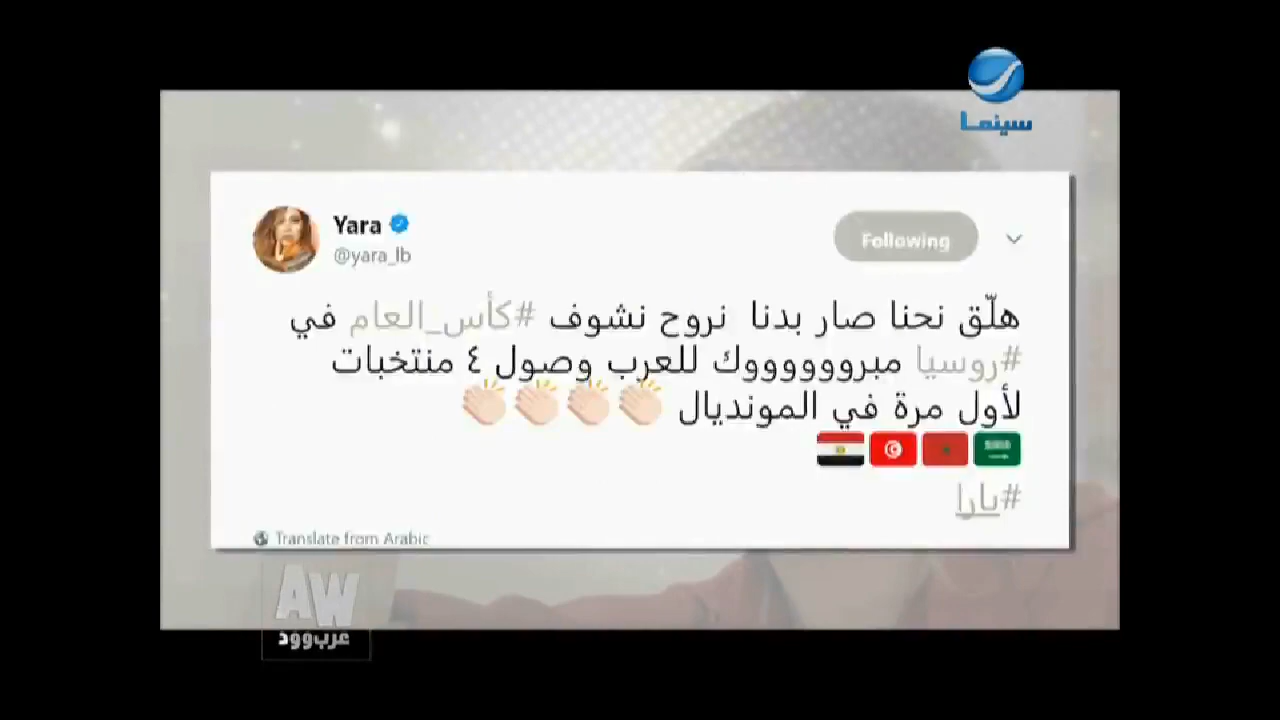 سينما
Yara
@yara_lb
Following
هلّق نحنا صار بدنا نروح نشوف #كأس_العام في
#روسيا مبرووووووك للعرب وصول ٤ منتخبات
لأول مرة في المونديال 👏🏻👏🏻👏🏻👏🏻
🇸🇦🇲🇦🇹🇳🇪🇬
#يارا
Translate from Arabic
AW
عرب وود